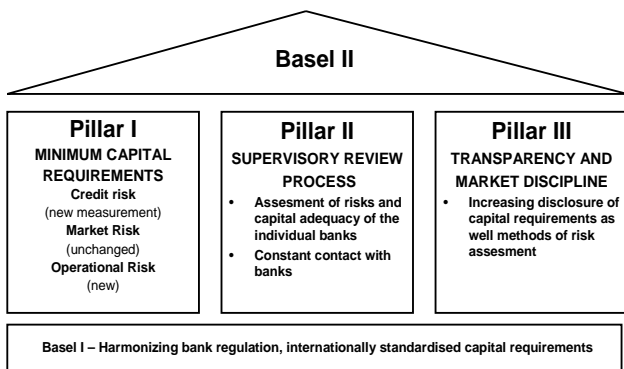 Basel II
Pillar I
MINIMUM CAPITAL
REQUIREMENTS
Credit risk
(new measurement)
Market Risk
(unchanged)
Operational Risk
(new)
Pillar II
SUPERVISORY REVIEW
PROCESS
• Assesment of risks and
capital adequacy of the
individual banks
• Constant contact with
banks
Pillar III
TRANSPARENCY AND
MARKET DISCIPLINE
• Increasing disclosure of
capital requirements as
well methods of risk
assesment
Basel I – Harmonizing bank regulation, internationally standardised capital requirements